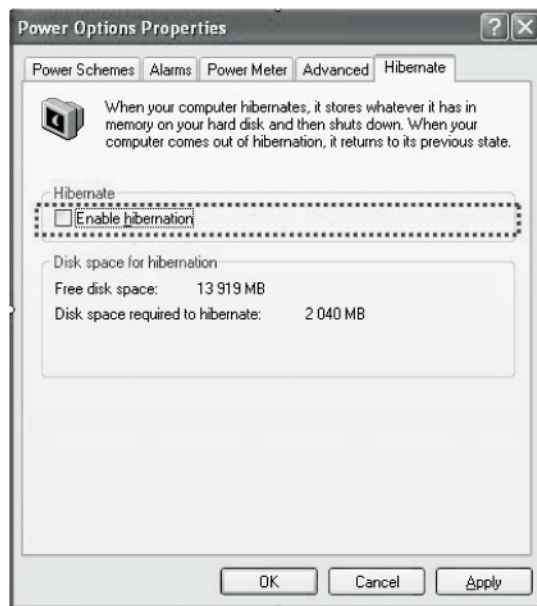 Power Options Properties
Power Schemes Alarms Power Meter Advanced Hibernate
When your computer hibernates, it stores whatever it has in
memory on your hard disk and then shuts down. When your
computer comes out of hibernation, it returns to its previous state.
Hibernate
Enable hibernation
Disk space for hibernation
Free disk space: 13 919 MB
Disk space required to hibernate: 2 040 MB
OK Cancel Apply